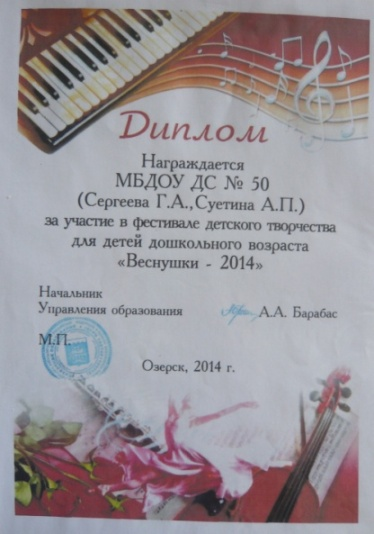 Диплом
Награждается
МБДОУ ДС № 50
(Сергеева Г.А.,Суетина А.П.)
за участие в фестивале детского творчества
для детей дошкольного возраста
«Веснушки - 2014»
Начальник
Управления образования А.А. Барабас
М.П.
Озерск, 2014 г.